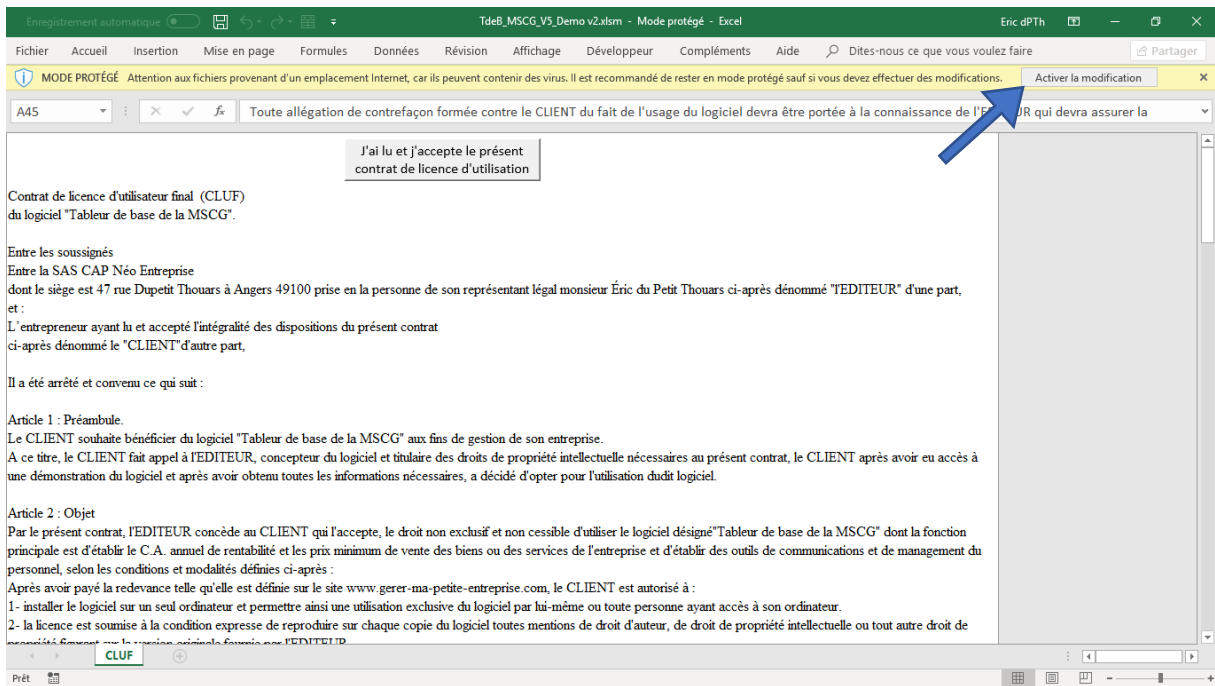 Enregistrement automatique
TdeB_MSCG_V5_Demo v2.xlsm - Mode protégé - Excel
Eric dPTh
Fichier Accueil Insertion Mise en page Formules Données Révision Affichage Développeur Compléments Aide Dites-nous ce que vous voulez faire Partager
MODE PROTÉGÉ Attention aux fichiers provenant d'un emplacement Internet, car ils peuvent contenir des virus. Il est recommandé de rester en mode protégé sauf si vous devez effectuer des modifications. Activer la modification
A45 fx Toute allégation de contrefaçon formée contre le CLIENT du fait de l'usage du logiciel devra être portée à la connaissance de qui devra assurer la
J'ai lu et j'accepte le présent
contrat de licence d'utilisation
Contrat de licence d'utilisateur final (CLUF)
du logiciel "Tableur de base de la MSCG".
Entre les soussignés
Entre la SAS CAP Néo Entreprise
dont le siège est 47 rue Dupetit Thouars à Angers 49100 prise en la personne de son représentant légal monsieur Éric du Petit Thouars ci-après dénommé "l'EDITEUR" d'une part,
et :
L'entrepreneur ayant lu et accepté l'intégralité des dispositions du présent contrat
ci-après dénommé le "CLIENT"d'autre part,
Il a été arrêté et convenu ce qui suit :
Article 1 : Préambule.
Le CLIENT souhaite bénéficier du logiciel "Tableur de base de la MSCG" aux fins de gestion de son entreprise.
A ce titre, le CLIENT fait appel à l'EDITEUR, concepteur du logiciel et titulaire des droits de propriété intellectuelle nécessaires au présent contrat, le CLIENT après avoir eu accès à
une démonstration du logiciel et après avoir obtenu toutes les informations nécessaires, a décidé d'opter pour l'utilisation dudit logiciel.
Article 2 : Objet
Par le présent contrat, l'EDITEUR concède au CLIENT qui l'accepte, le droit non exclusif et non cessible d'utiliser le logiciel désigné"Tableur de base de la MSCG" dont la fonction
principale est d'établir le C.A. annuel de rentabilité et les prix minimum de vente des biens ou des services de l'entreprise et d'établir des outils de communications et de management du
personnel, selon les conditions et modalités définies ci-après :
Après avoir payé la redevance telle qu'elle est définie sur le site www.gerer-ma-petite-entreprise.com, le CLIENT est autorisé à :
1- installer le logiciel sur un seul ordinateur et permettre ainsi une utilisation exclusive du logiciel par lui-même ou toute personne ayant accès à son ordinateur.
2- la licence est soumise à la condition expresse de reproduire sur chaque copie du logiciel toutes mentions de droit d'auteur, de droit de propriété intellectuelle ou tout autre droit de
propriété figurant sur la version originale fournie par l'EDITEUR
CLUF
Prêt